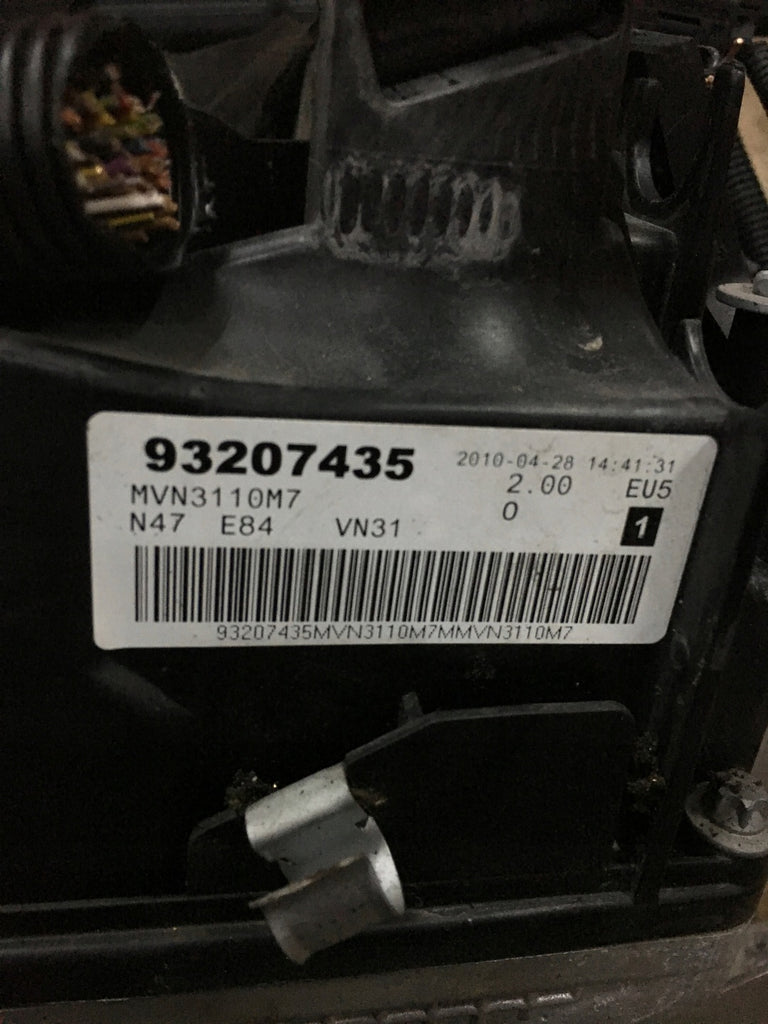 93207435 2010-04-28 14:41:31
MVN3110M7 2.00 EU5
N47 E84 VN31 0 1
93207435MVN3110M7MMVN3110M7